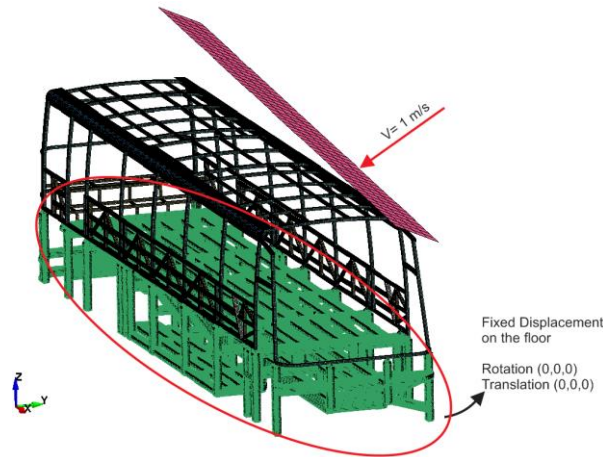 V= 1 m/s
Fixed Displacement
on the floor
Rotation (0,0,0)
Translation (0,0,0)
Z
Y
X